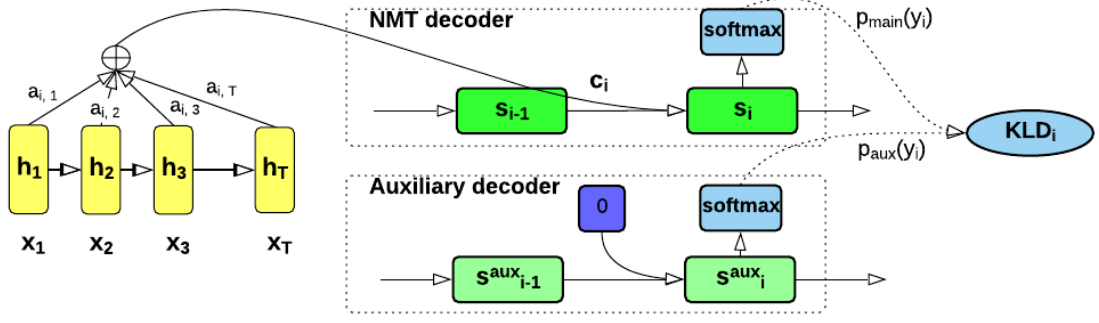 NMT decoder
softmax
p_main(y_i)
a_i, 1
a_i, 2
a_i, 3
a_i, T
c_i
s_i-1
s_i
h_1
h_2
h_3
h_T
KLD_i
p_aux(y_i)
x_1
x_2
x_3
x_T
Auxiliary decoder
0
softmax
s^aux_i-1
s^aux_i